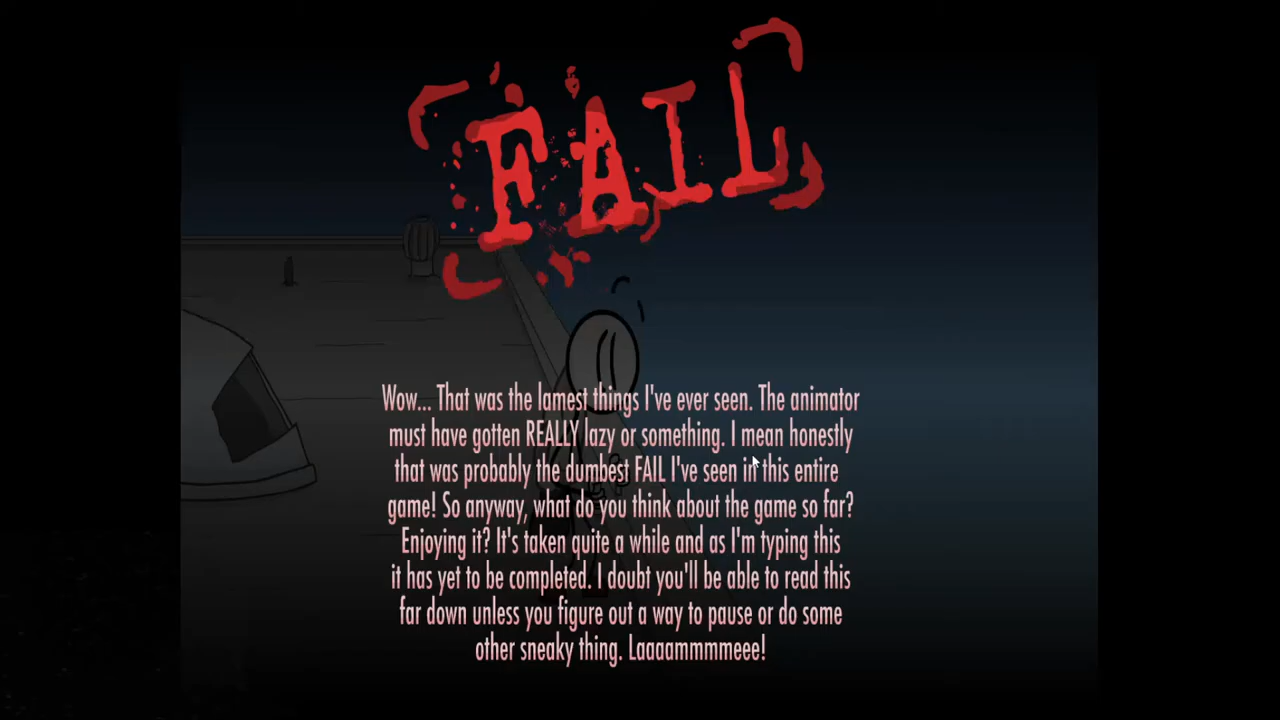 FAIL
Wow... That was the lamest things I've ever seen. The animator
must have gotten REALLY lazy or something. I mean honestly
that was probably the dumbest FAIL I've seen in this entire
game! So anyway, what do you think about the game so far?
Enjoying it? It's taken quite a while and as I'm typing this
it has yet to be completed. I doubt you'll be able to read this
far down unless you figure out a way to pause or do some
other sneaky thing. Laaaammmmeee!